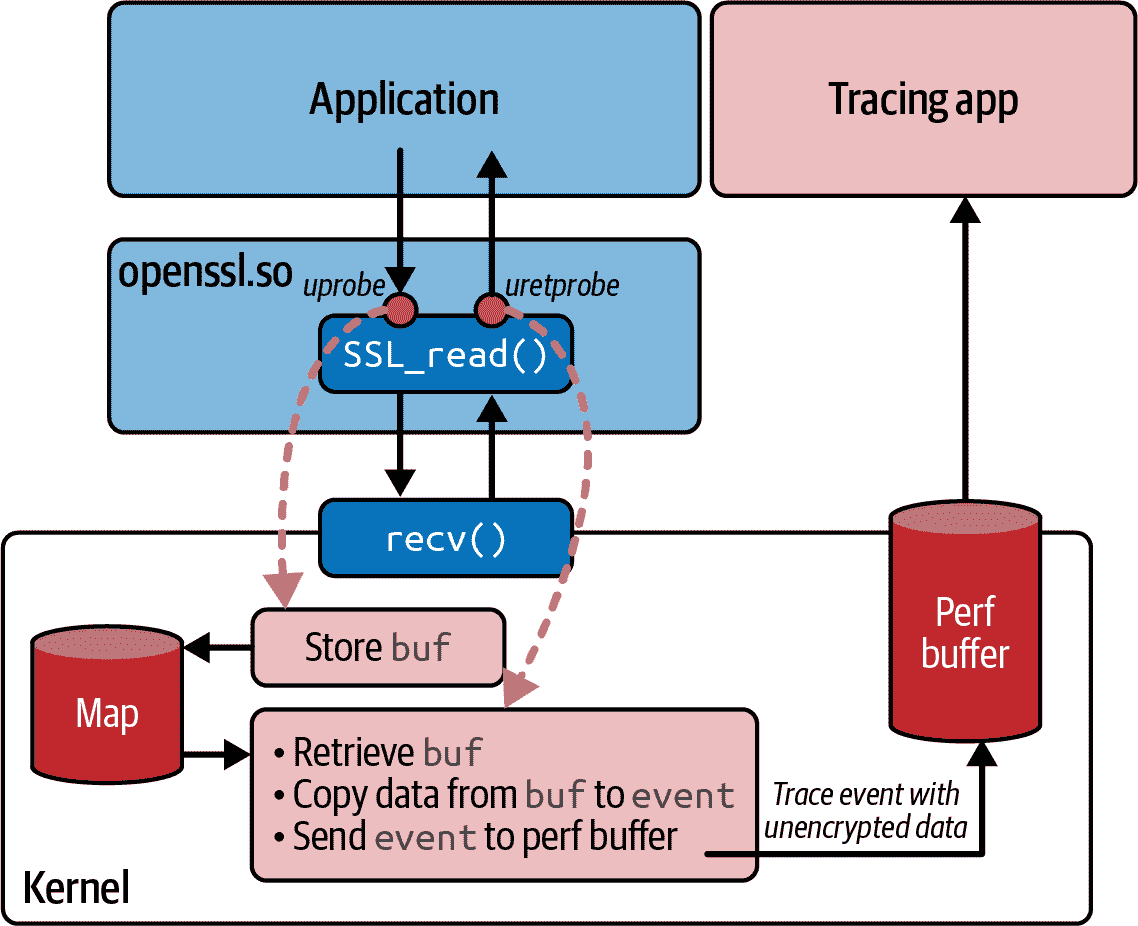 Application
Tracing app
openssl.so
uprobe
uretprobe
SSL_read()
recv()
Store buf
Map
• Retrieve buf
• Copy data from buf to event
• Send event to perf buffer
Perf
buffer
Trace event with
unencrypted data
Kernel